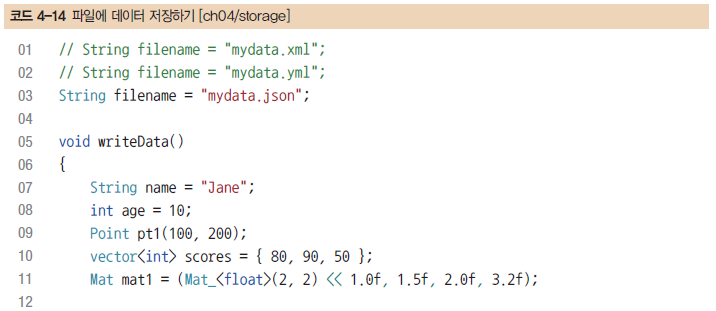 코드 4-14 파일에 데이터 저장하기 [ch04/storage]
01 // String filename = "mydata.xml";
02 // String filename = "mydata.yml";
03 String filename = "mydata.json";
04
05 void writeData()
06 {
07 String name = "Jane";
08 int age = 10;
09 Point pt1(100, 200);
10 vector<int> scores = { 80, 90, 50 };
11 Mat mat1 = (Mat_<float>(2, 2) << 1.0f, 1.5f, 2.0f, 3.2f);
12